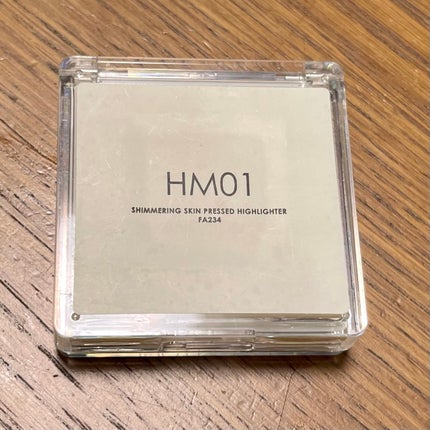 HM01
SHIMMERING SKIN PRESSED HIGHLIGHTER
FA234